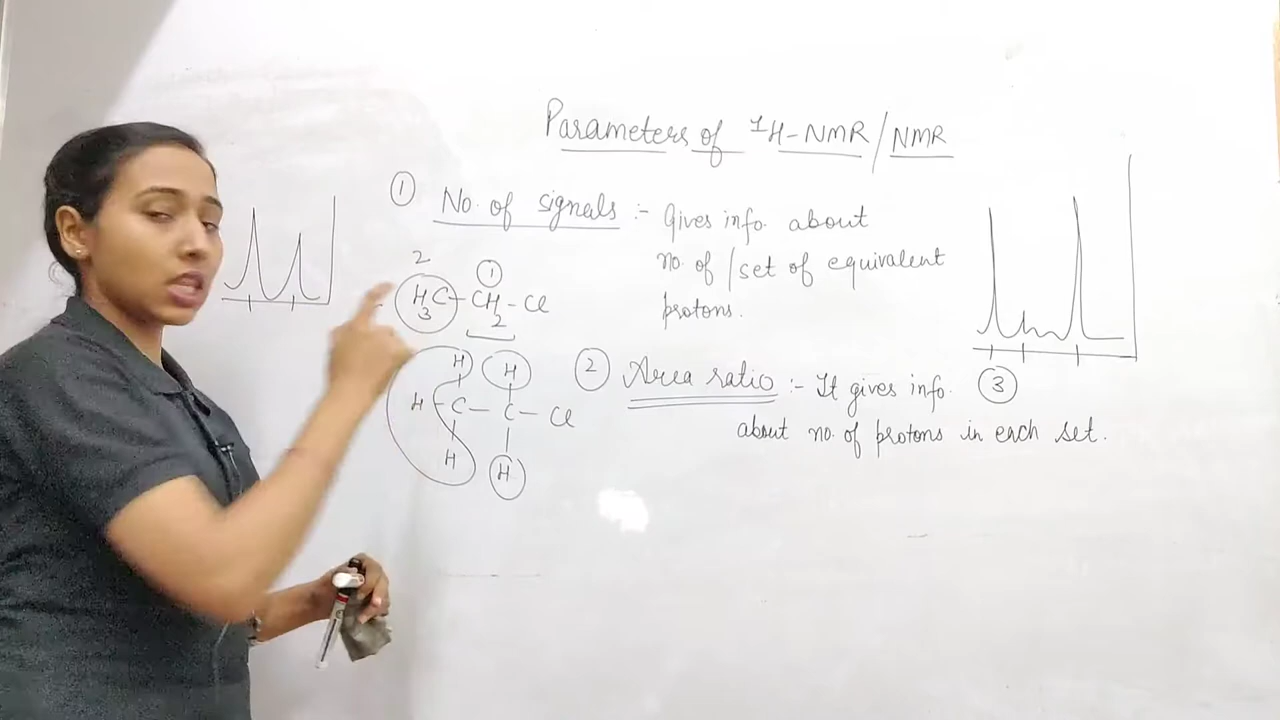 Parameters of ¹H-NMR/NMR
① No. of signals :- Gives info. about
no. of / set of equivalent
protons.
2 ①
H₃C-CH₂-Cl
② Area ratio :- It gives info. ③
about no. of protons in each set.
H H
H-C-C-Cl
H H